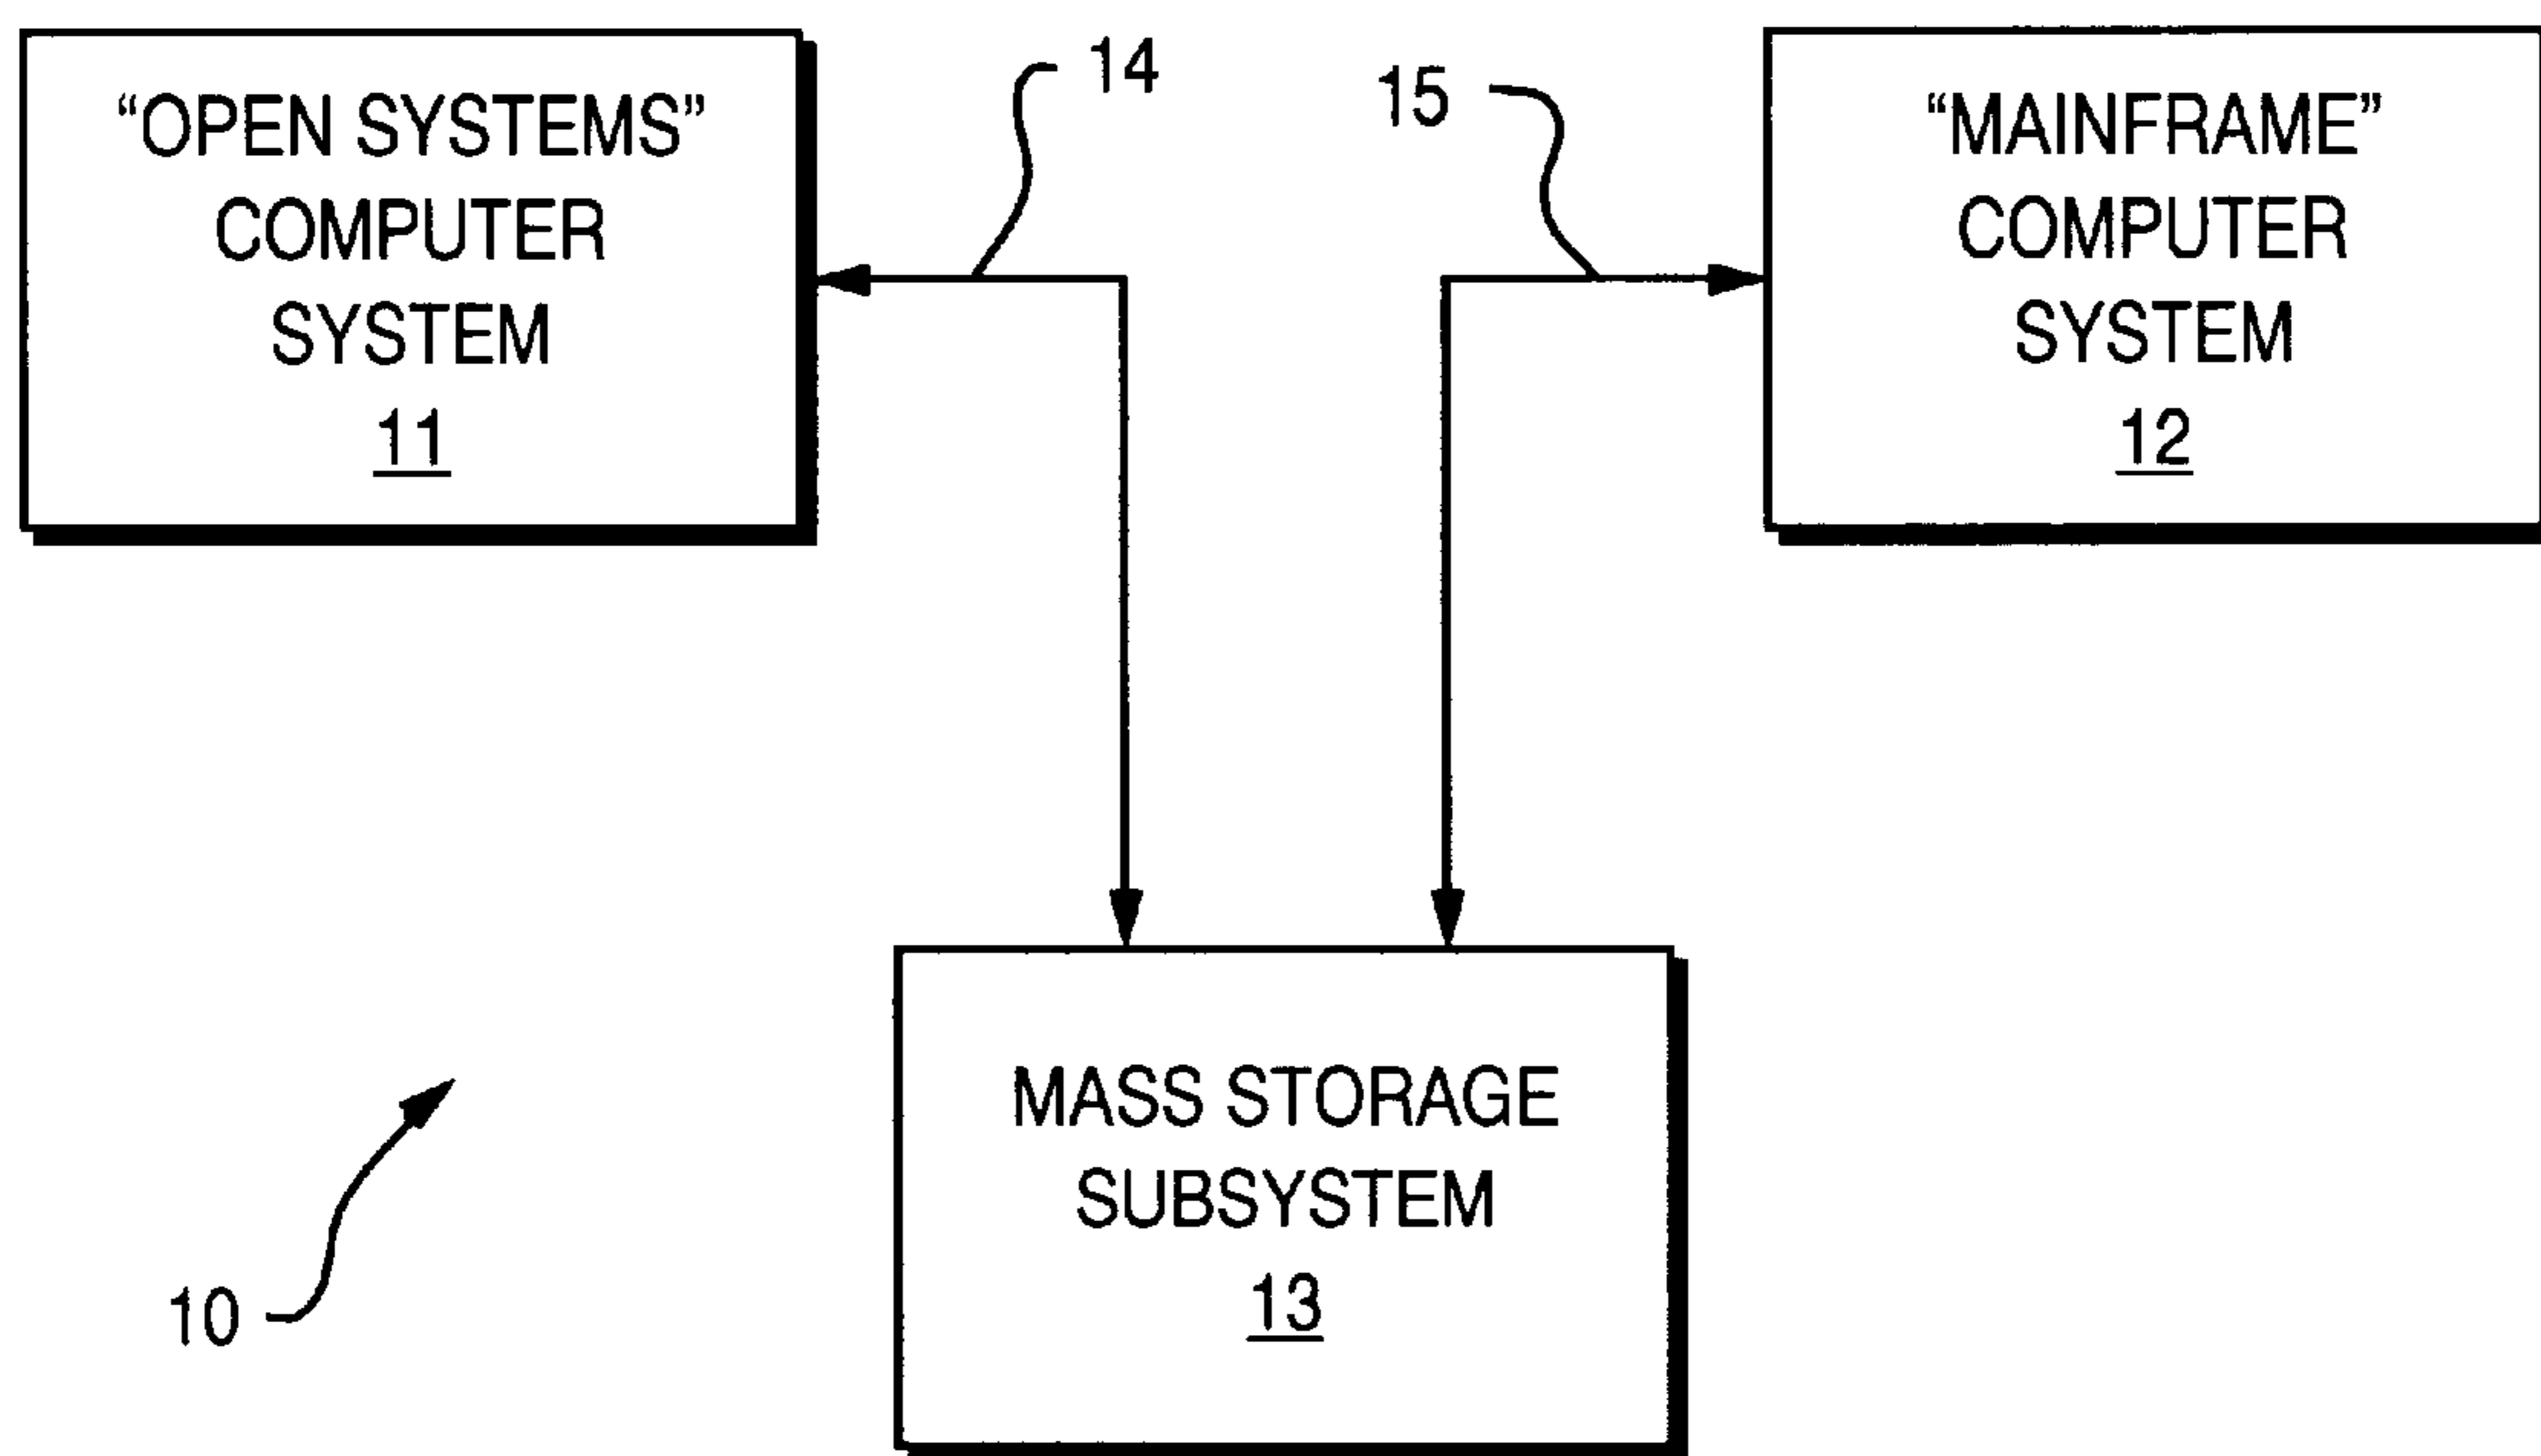 “OPEN SYSTEMS”
COMPUTER
SYSTEM
11
14
15
“MAINFRAME”
COMPUTER
SYSTEM
12
MASS STORAGE
SUBSYSTEM
13
10